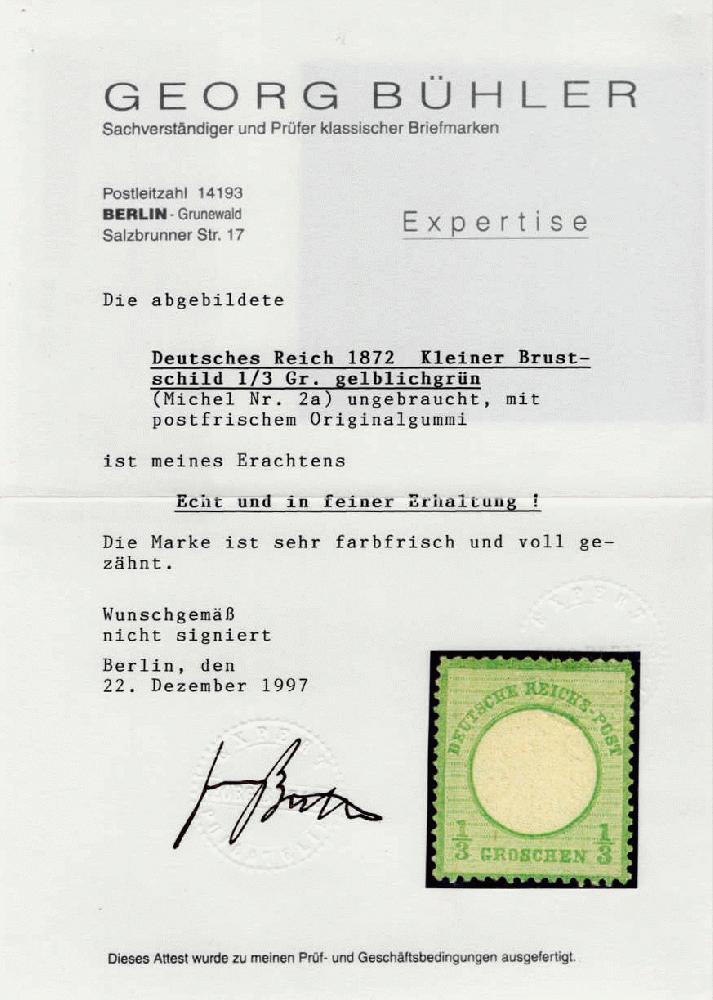 GEORG BÜHLER
Sachverständiger und Prüfer klassischer Briefmarken
Postleitzahl 14193
BERLIN - Grunewald
Salzbrunner Str. 17
Expertise
Die abgebildete
Deutsches Reich 1872 Kleiner Brust-
schild 1/3 Gr. gelblichgrün
(Michel Nr. 2a) ungebraucht, mit
postfrischem Originalgummi
ist meines Erachtens
Echt und in feiner Erhaltung !
Die Marke ist sehr farbfrisch und voll ge-
zähnt.
Wunschgemäß
nicht signiert
Berlin, den
22. Dezember 1997
DEUTSCHE REICHS-POST
1/3 GROSCHEN 1/3
Dieses Attest wurde zu meinen Prüf- und Geschäftsbedingungen ausgefertigt.